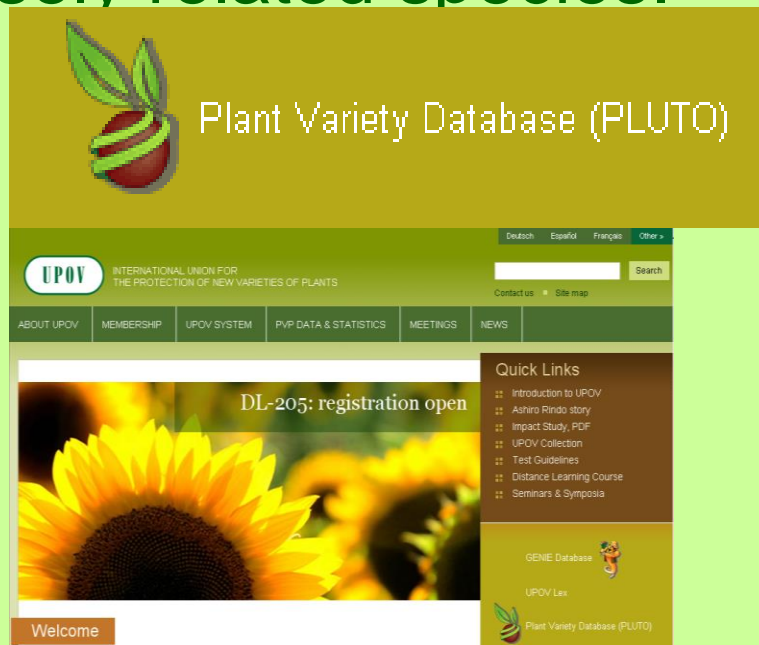 related species.
Plant Variety Database (PLUTO)
Deutsch Español Français Other »
UPOV
INTERNATIONAL UNION FOR
THE PROTECTION OF NEW VARIETIES OF PLANTS
Search
Contact us Site map
ABOUT UPOV MEMBERSHIP UPOV SYSTEM PVP DATA & STATISTICS MEETINGS NEWS
DL-205: registration open
Quick Links
Introduction to UPOV
Ashiro Rindo story
Impact Study, PDF
UPOV Collection
Test Guidelines
Distance Learning Course
Seminars & Symposia
GENIE Database
UPOV Lex
Plant Variety Database (PLUTO)
Welcome